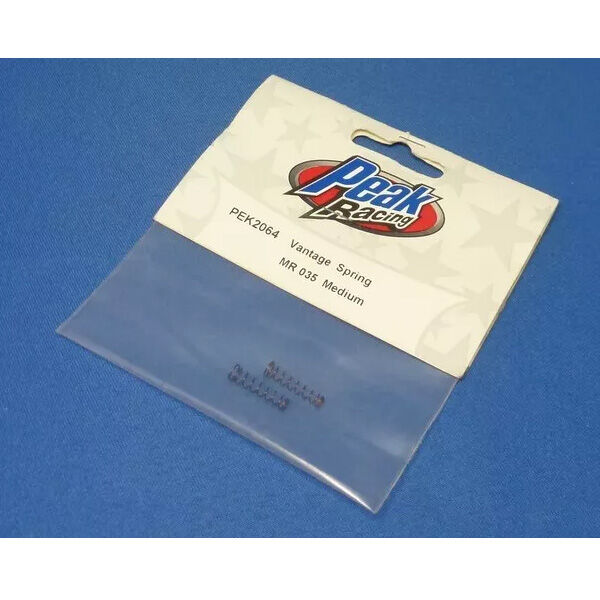 Peak
Racing
PEK2064 Vantage Spring
MR 035 Medium